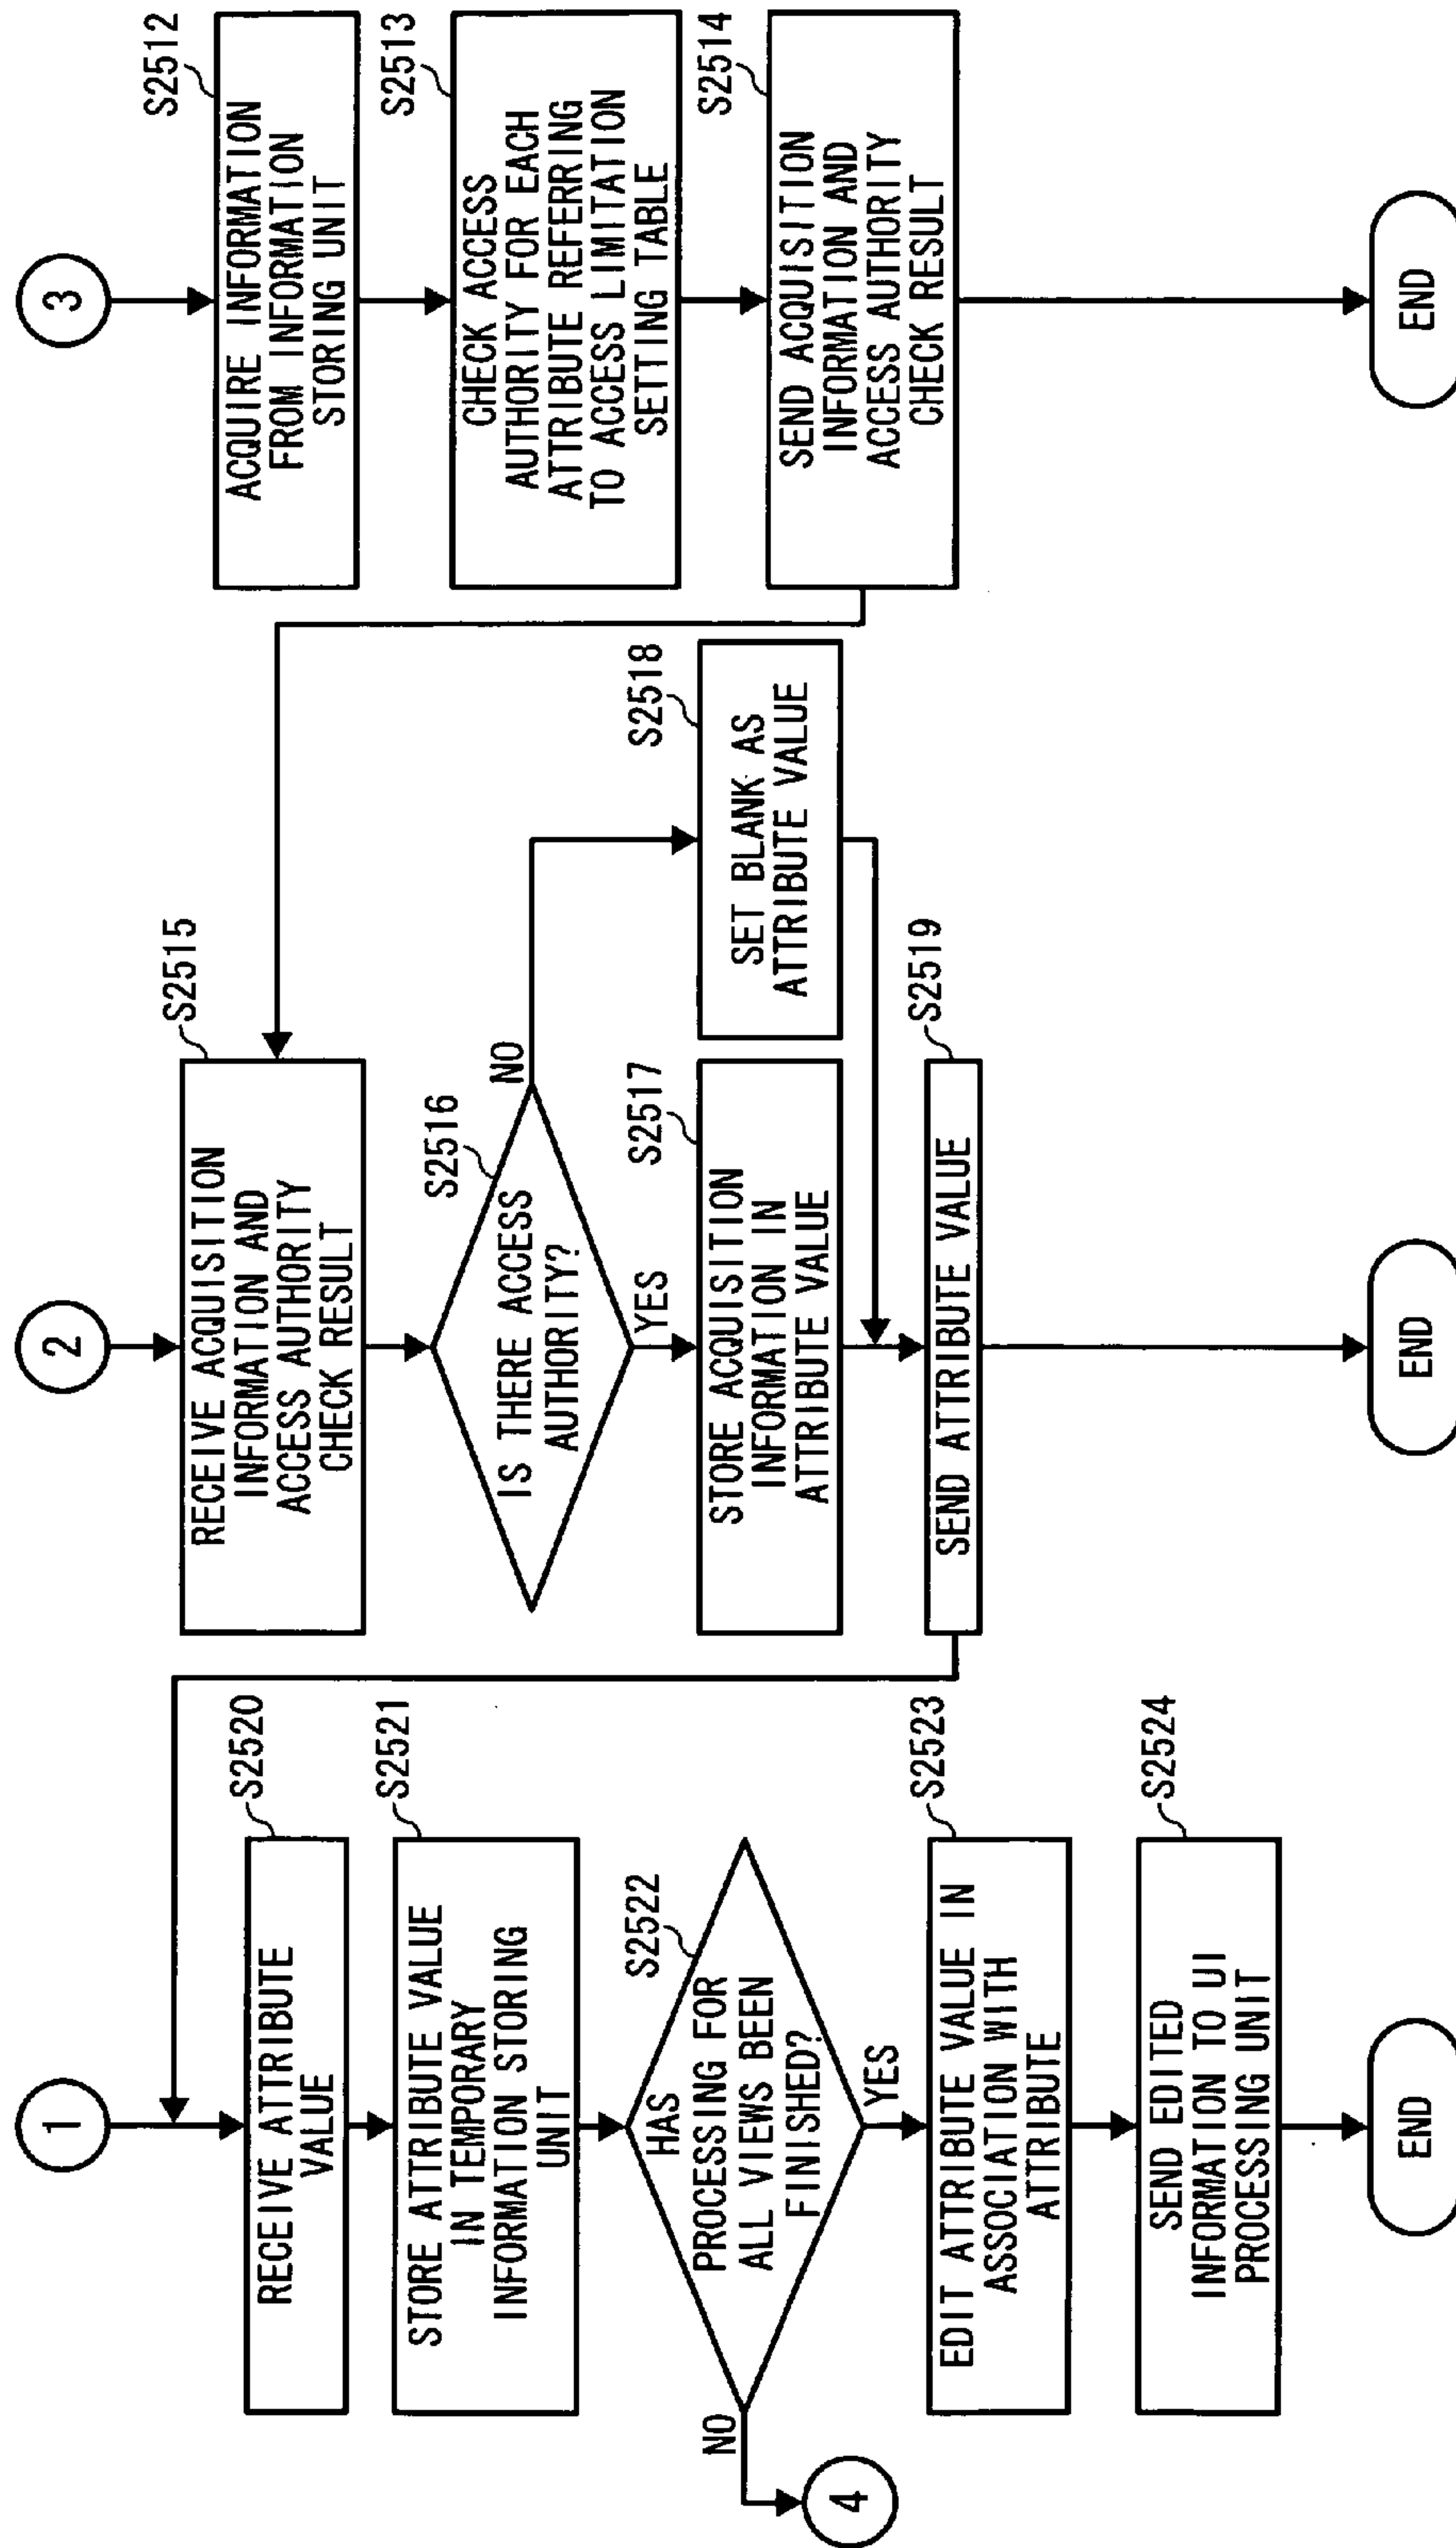 1
RECEIVE ATTRIBUTE
VALUE
S2520
STORE ATTRIBUTE VALUE
IN TEMPORARY
INFORMATION STORING
UNIT
S2521
HAS
PROCESSING FOR
ALL VIEWS BEEN
FINISHED?
S2522
NO
4
YES
EDIT ATTRIBUTE VALUE IN
ASSOCIATION WITH
ATTRIBUTE
S2523
SEND EDITED
INFORMATION TO UI
PROCESSING UNIT
S2524
END
2
RECEIVE ACQUISITION
INFORMATION AND
ACCESS AUTHORITY
CHECK RESULT
S2515
IS THERE ACCESS
AUTHORITY?
S2516
NO
YES
STORE ACQUISITION
INFORMATION IN
ATTRIBUTE VALUE
S2517
SET BLANK AS
ATTRIBUTE VALUE
S2518
SEND ATTRIBUTE VALUE
S2519
END
3
ACQUIRE INFORMATION
FROM INFORMATION
STORING UNIT
S2512
CHECK ACCESS
AUTHORITY FOR EACH
ATTRIBUTE REFERRING
TO ACCESS LIMITATION
SETTING TABLE
S2513
SEND ACQUISITION
INFORMATION AND
ACCESS AUTHORITY
CHECK RESULT
S2514
END